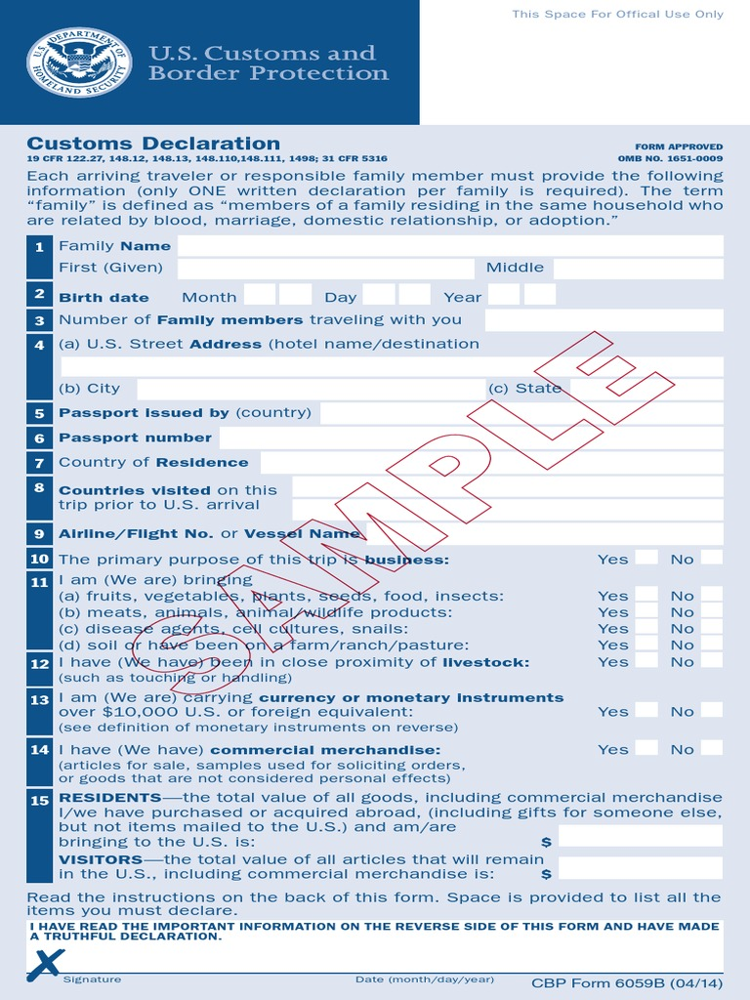 This Space For Offical Use Only
U.S. DEPARTMENT OF
HOMELAND SECURITY
U.S. Customs and
Border Protection
Customs Declaration
FORM APPROVED
19 CFR 122.27, 148.12, 148.13, 148.110,148.111, 1498; 31 CFR 5316
OMB NO. 1651-0009
Each arriving traveler or responsible family member must provide the following
information (only ONE written declaration per family is required). The term
“family” is defined as “members of a family residing in the same household who
are related by blood, marriage, domestic relationship, or adoption.”
1 Family Name
First (Given) Middle
2 Birth date Month Day Year
3 Number of Family members traveling with you
4 (a) U.S. Street Address (hotel name/destination
(b) City (c) State
5 Passport issued by (country)
6 Passport number
7 Country of Residence
8 Countries visited on this
trip prior to U.S. arrival
9 Airline/Flight No. or Vessel Name
10 The primary purpose of this trip is business: Yes No
11 I am (We are) bringing
(a) fruits, vegetables, plants, seeds, food, insects: Yes No
(b) meats, animals, animal/wildlife products: Yes No
(c) disease agents, cell cultures, snails: Yes No
(d) soil or have been on a farm/ranch/pasture: Yes No
12 I have (We have) been in close proximity of livestock: Yes No
(such as touching or handling)
13 I am (We are) carrying currency or monetary instruments
over $10,000 U.S. or foreign equivalent: Yes No
(see definition of monetary instruments on reverse)
14 I have (We have) commercial merchandise: Yes No
(articles for sale, samples used for soliciting orders,
or goods that are not considered personal effects)
15 RESIDENTS—the total value of all goods, including commercial merchandise
I/we have purchased or acquired abroad, (including gifts for someone else,
but not items mailed to the U.S.) and am/are
bringing to the U.S. is: $
VISITORS—the total value of all articles that will remain
in the U.S., including commercial merchandise is: $
Read the instructions on the back of this form. Space is provided to list all the
items you must declare.
I HAVE READ THE IMPORTANT INFORMATION ON THE REVERSE SIDE OF THIS FORM AND HAVE MADE
A TRUTHFUL DECLARATION.
X
Signature Date (month/day/year) CBP Form 6059B (04/14)
SAMPLE